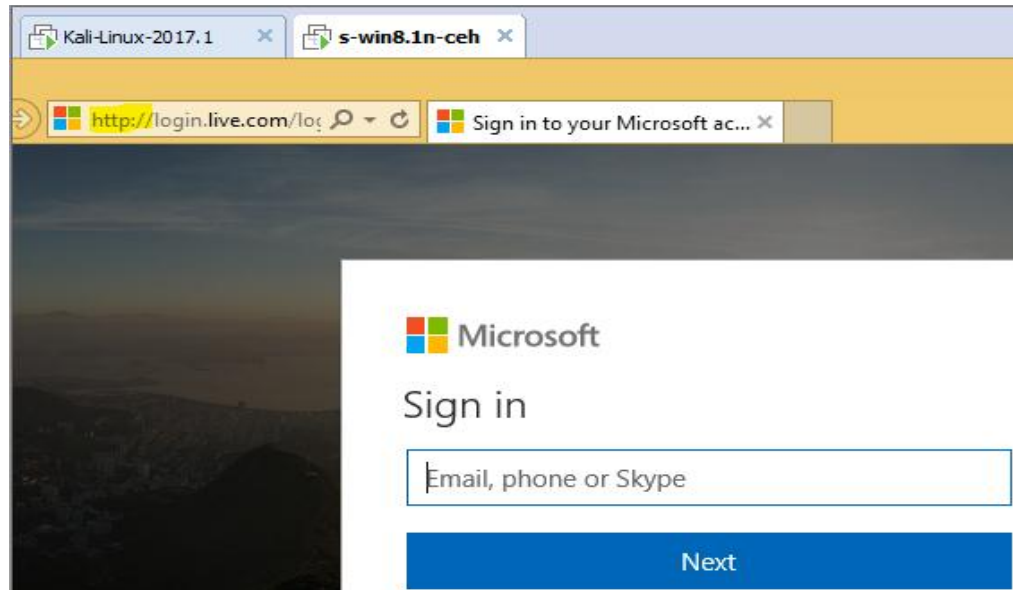 Kali-Linux-2017.1 s-win8.1n-ceh
http://login.live.com/log Sign in to your Microsoft ac...
Microsoft
Sign in
Email, phone or Skype
Next